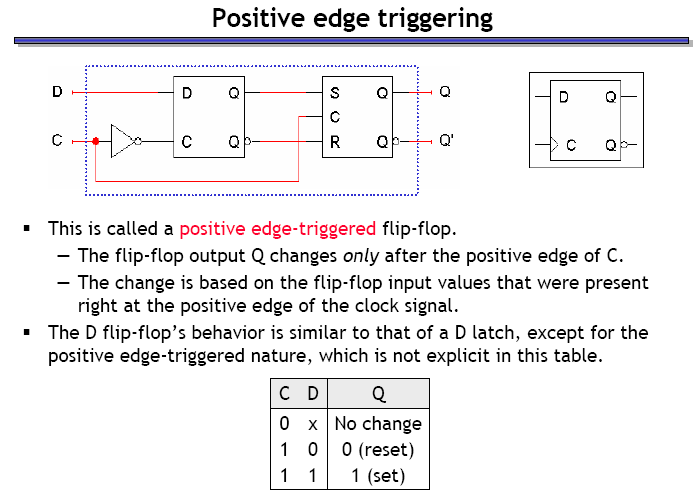 Positive edge triggering
D D Q S Q Q
C
C C Q R Q Q'
D Q
C Q
▪ This is called a positive edge-triggered flip-flop.
– The flip-flop output Q changes only after the positive edge of C.
– The change is based on the flip-flop input values that were present
right at the positive edge of the clock signal.
▪ The D flip-flop’s behavior is similar to that of a D latch, except for the
positive edge-triggered nature, which is not explicit in this table.
C D Q
0 x No change
1 0 0 (reset)
1 1 1 (set)